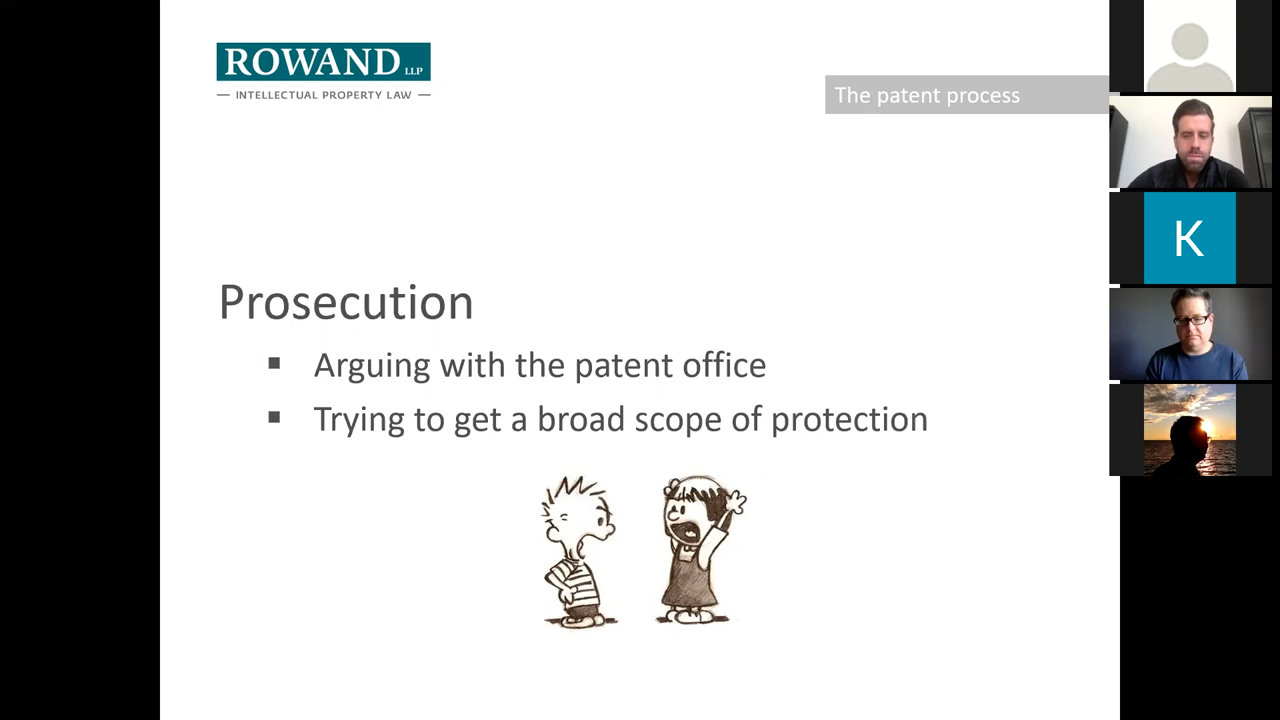 ROWAND LLP
— INTELLECTUAL PROPERTY LAW —
The patent process
K
Prosecution
▪ Arguing with the patent office
▪ Trying to get a broad scope of protection